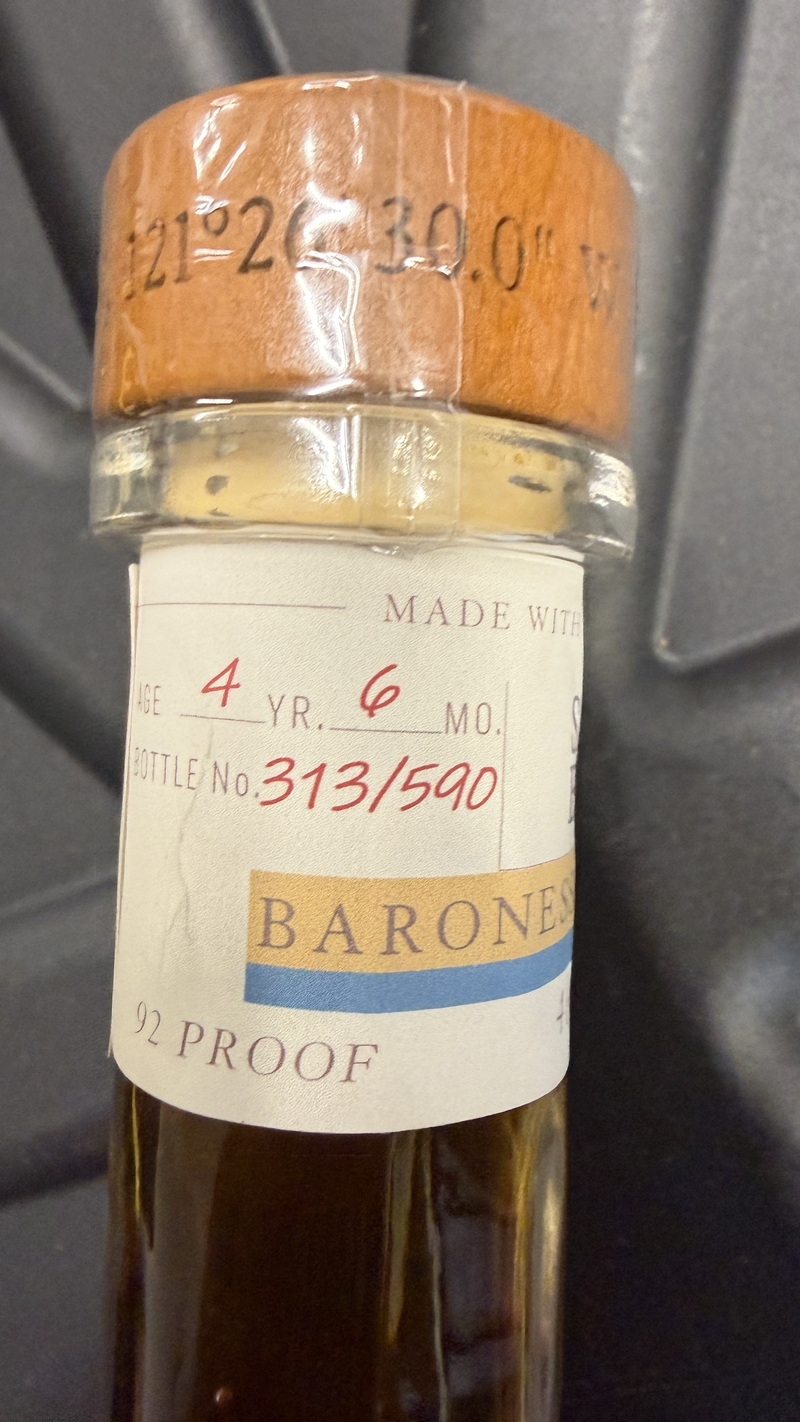 121°26' 30.0" W
MADE WITH
AGE 4 YR. 6 MO.
BOTTLE No. 313/590
BARONESS
92 PROOF